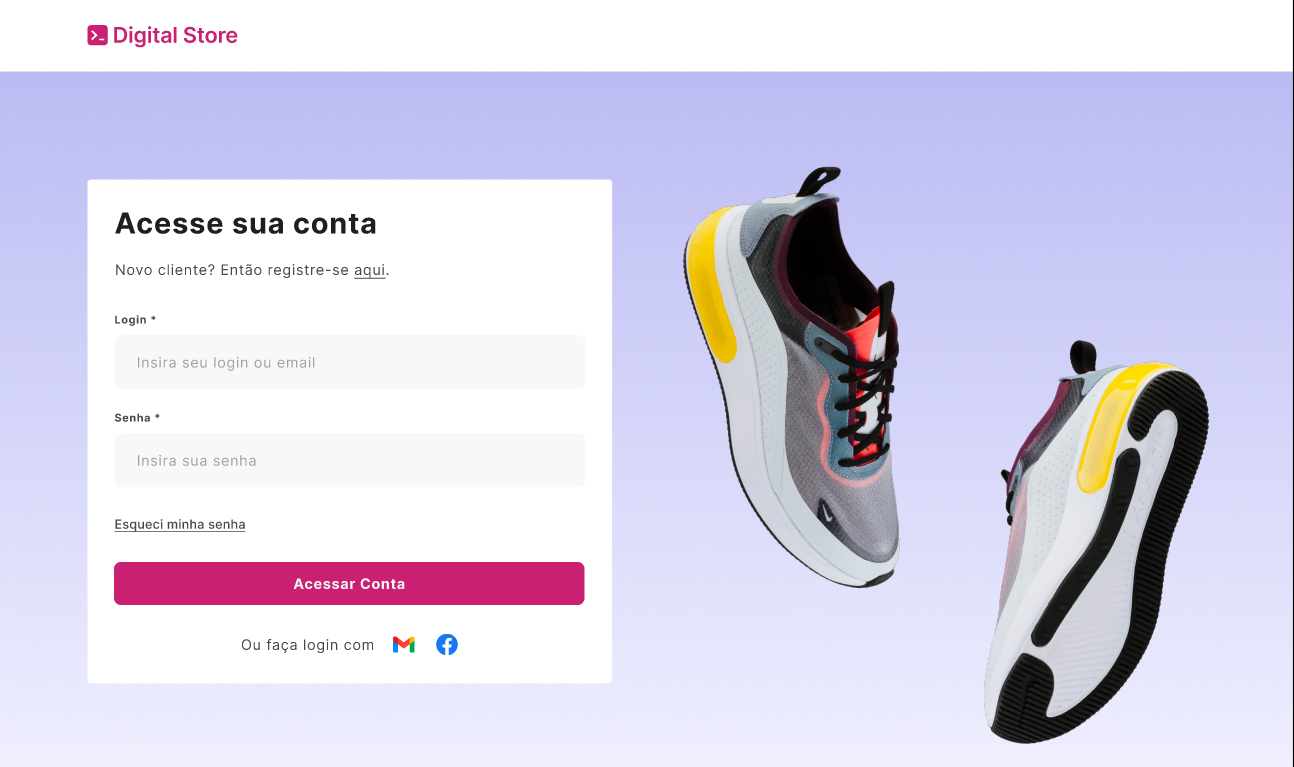 Digital Store
Acesse sua conta
Novo cliente? Então registre-se aqui.
Login *
Insira seu login ou email
Senha *
Insira sua senha
Esqueci minha senha
Acessar Conta
Ou faça login com